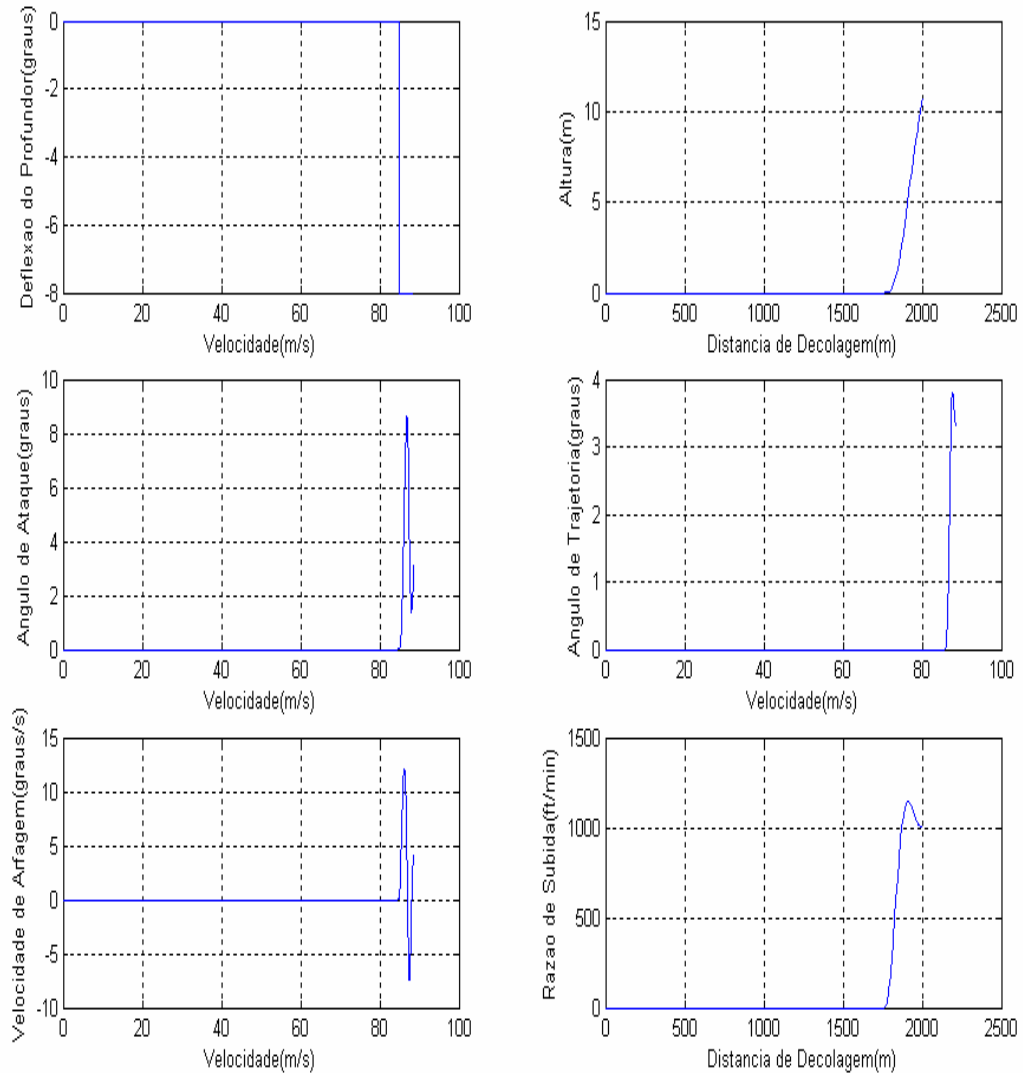 Deflexao do Profundor(graus)
0
-2
-4
-6
-8
0 20 40 60 80 100
Velocidade(m/s)
Altura(m)
15
10
5
0
0 500 1000 1500 2000 2500
Distancia de Decolagem(m)
Angulo de Ataque(graus)
10
8
6
4
2
0
0 20 40 60 80 100
Velocidade(m/s)
Angulo de Trajetoria(graus)
4
3
2
1
0
0 20 40 60 80 100
Velocidade(m/s)
Velocidade de Arfagem(graus/s)
15
10
5
0
-5
-10
0 20 40 60 80 100
Velocidade(m/s)
Razao de Subida(ft/min)
1500
1000
500
0
0 500 1000 1500 2000 2500
Distancia de Decolagem(m)